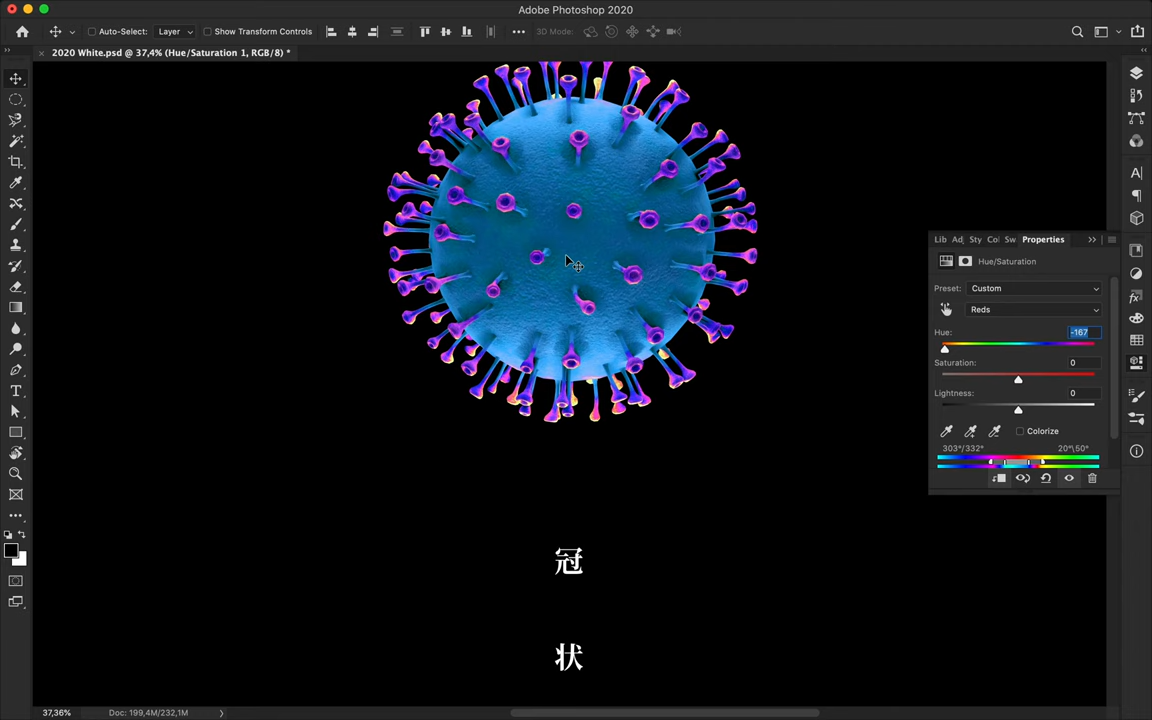 Adobe Photoshop 2020
Auto-Select: Layer Show Transform Controls 3D Mode:
2020 White.psd @ 37,4% (Hue/Saturation 1, RGB/8) *
Lib Adj Sty Col Sw Properties
Hue/Saturation
Preset: Custom
Reds
Hue: -167
Saturation: 0
Lightness: 0
Colorize
303°/332° 20°\50°
冠
状
37,36% Doc: 199,4M/232,1M